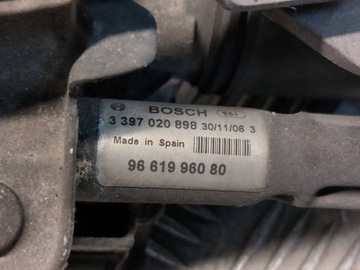 BOSCH
3 397 020 898 30/11/06 3
Made in Spain
96 619 960 80